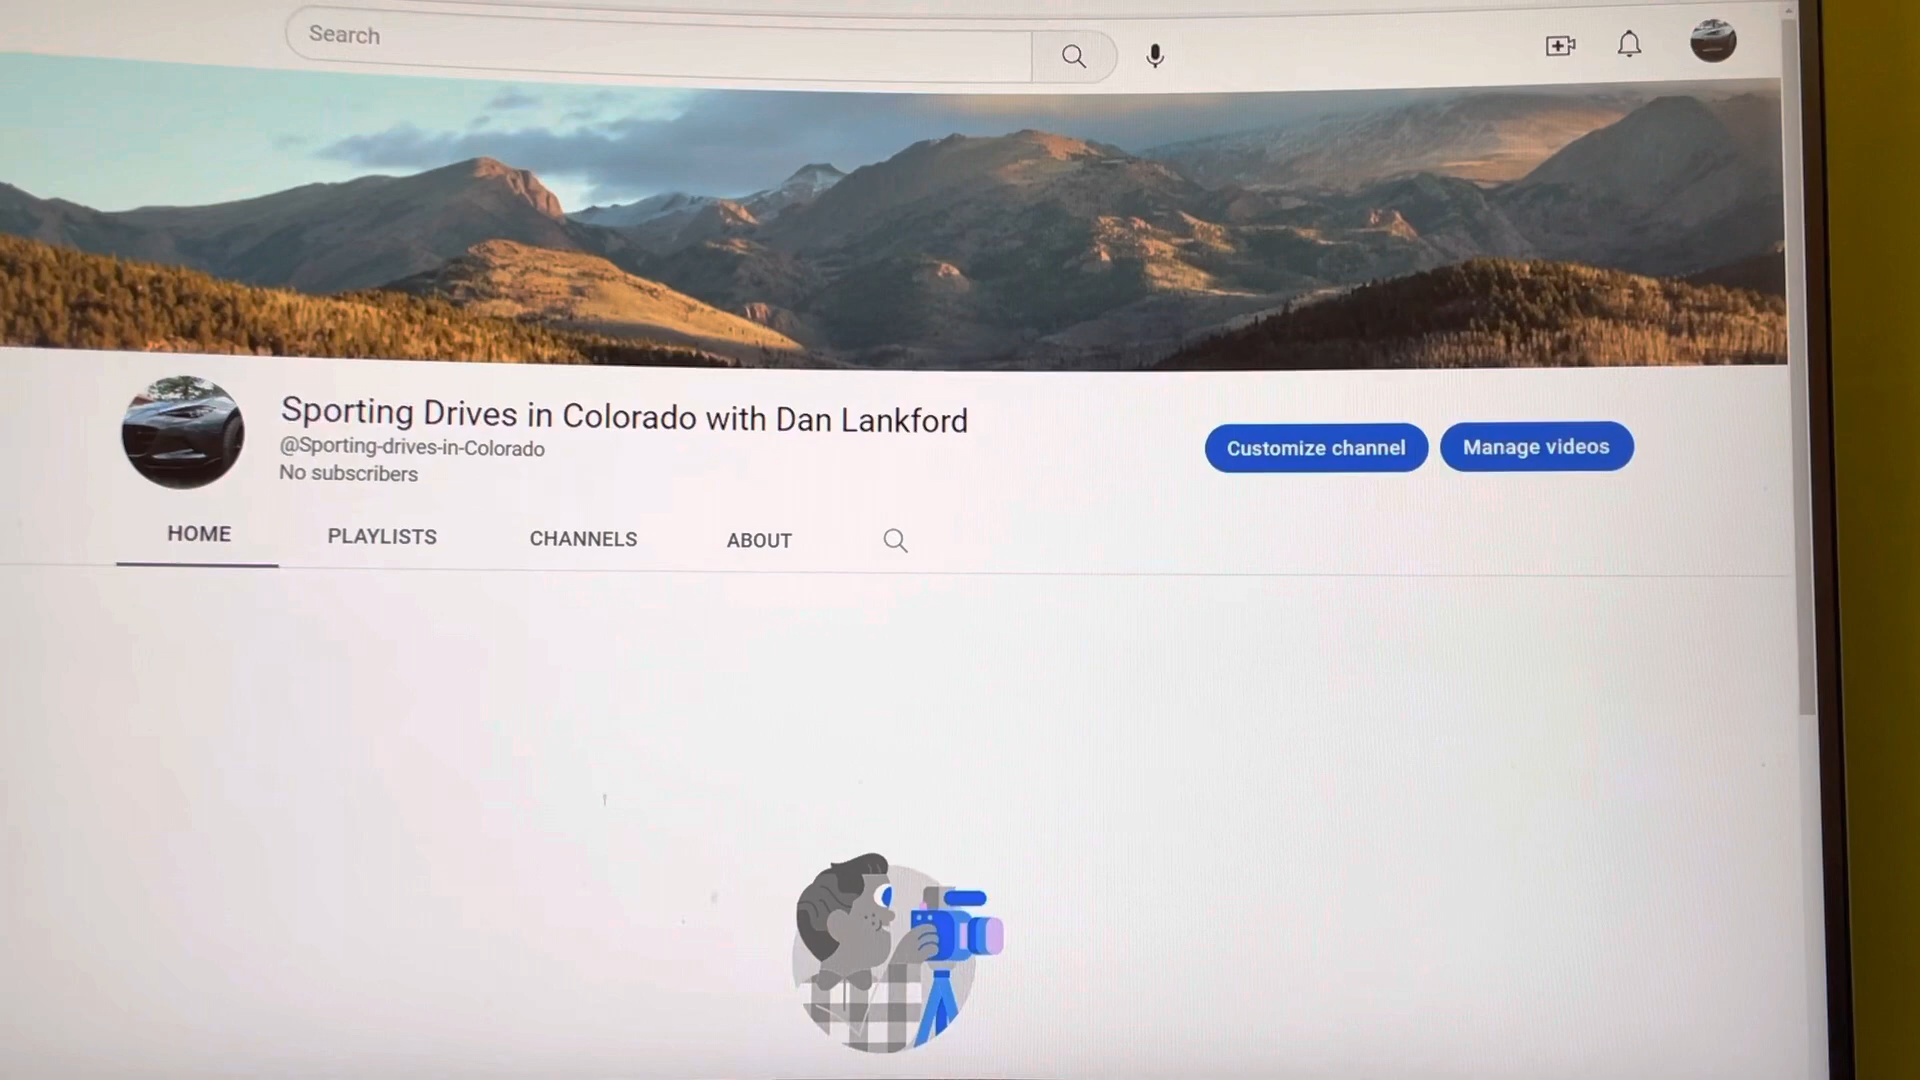 Search
Sporting Drives in Colorado with Dan Lankford
@Sporting-drives-in-Colorado
No subscribers
Customize channel
Manage videos
HOME
PLAYLISTS
CHANNELS
ABOUT